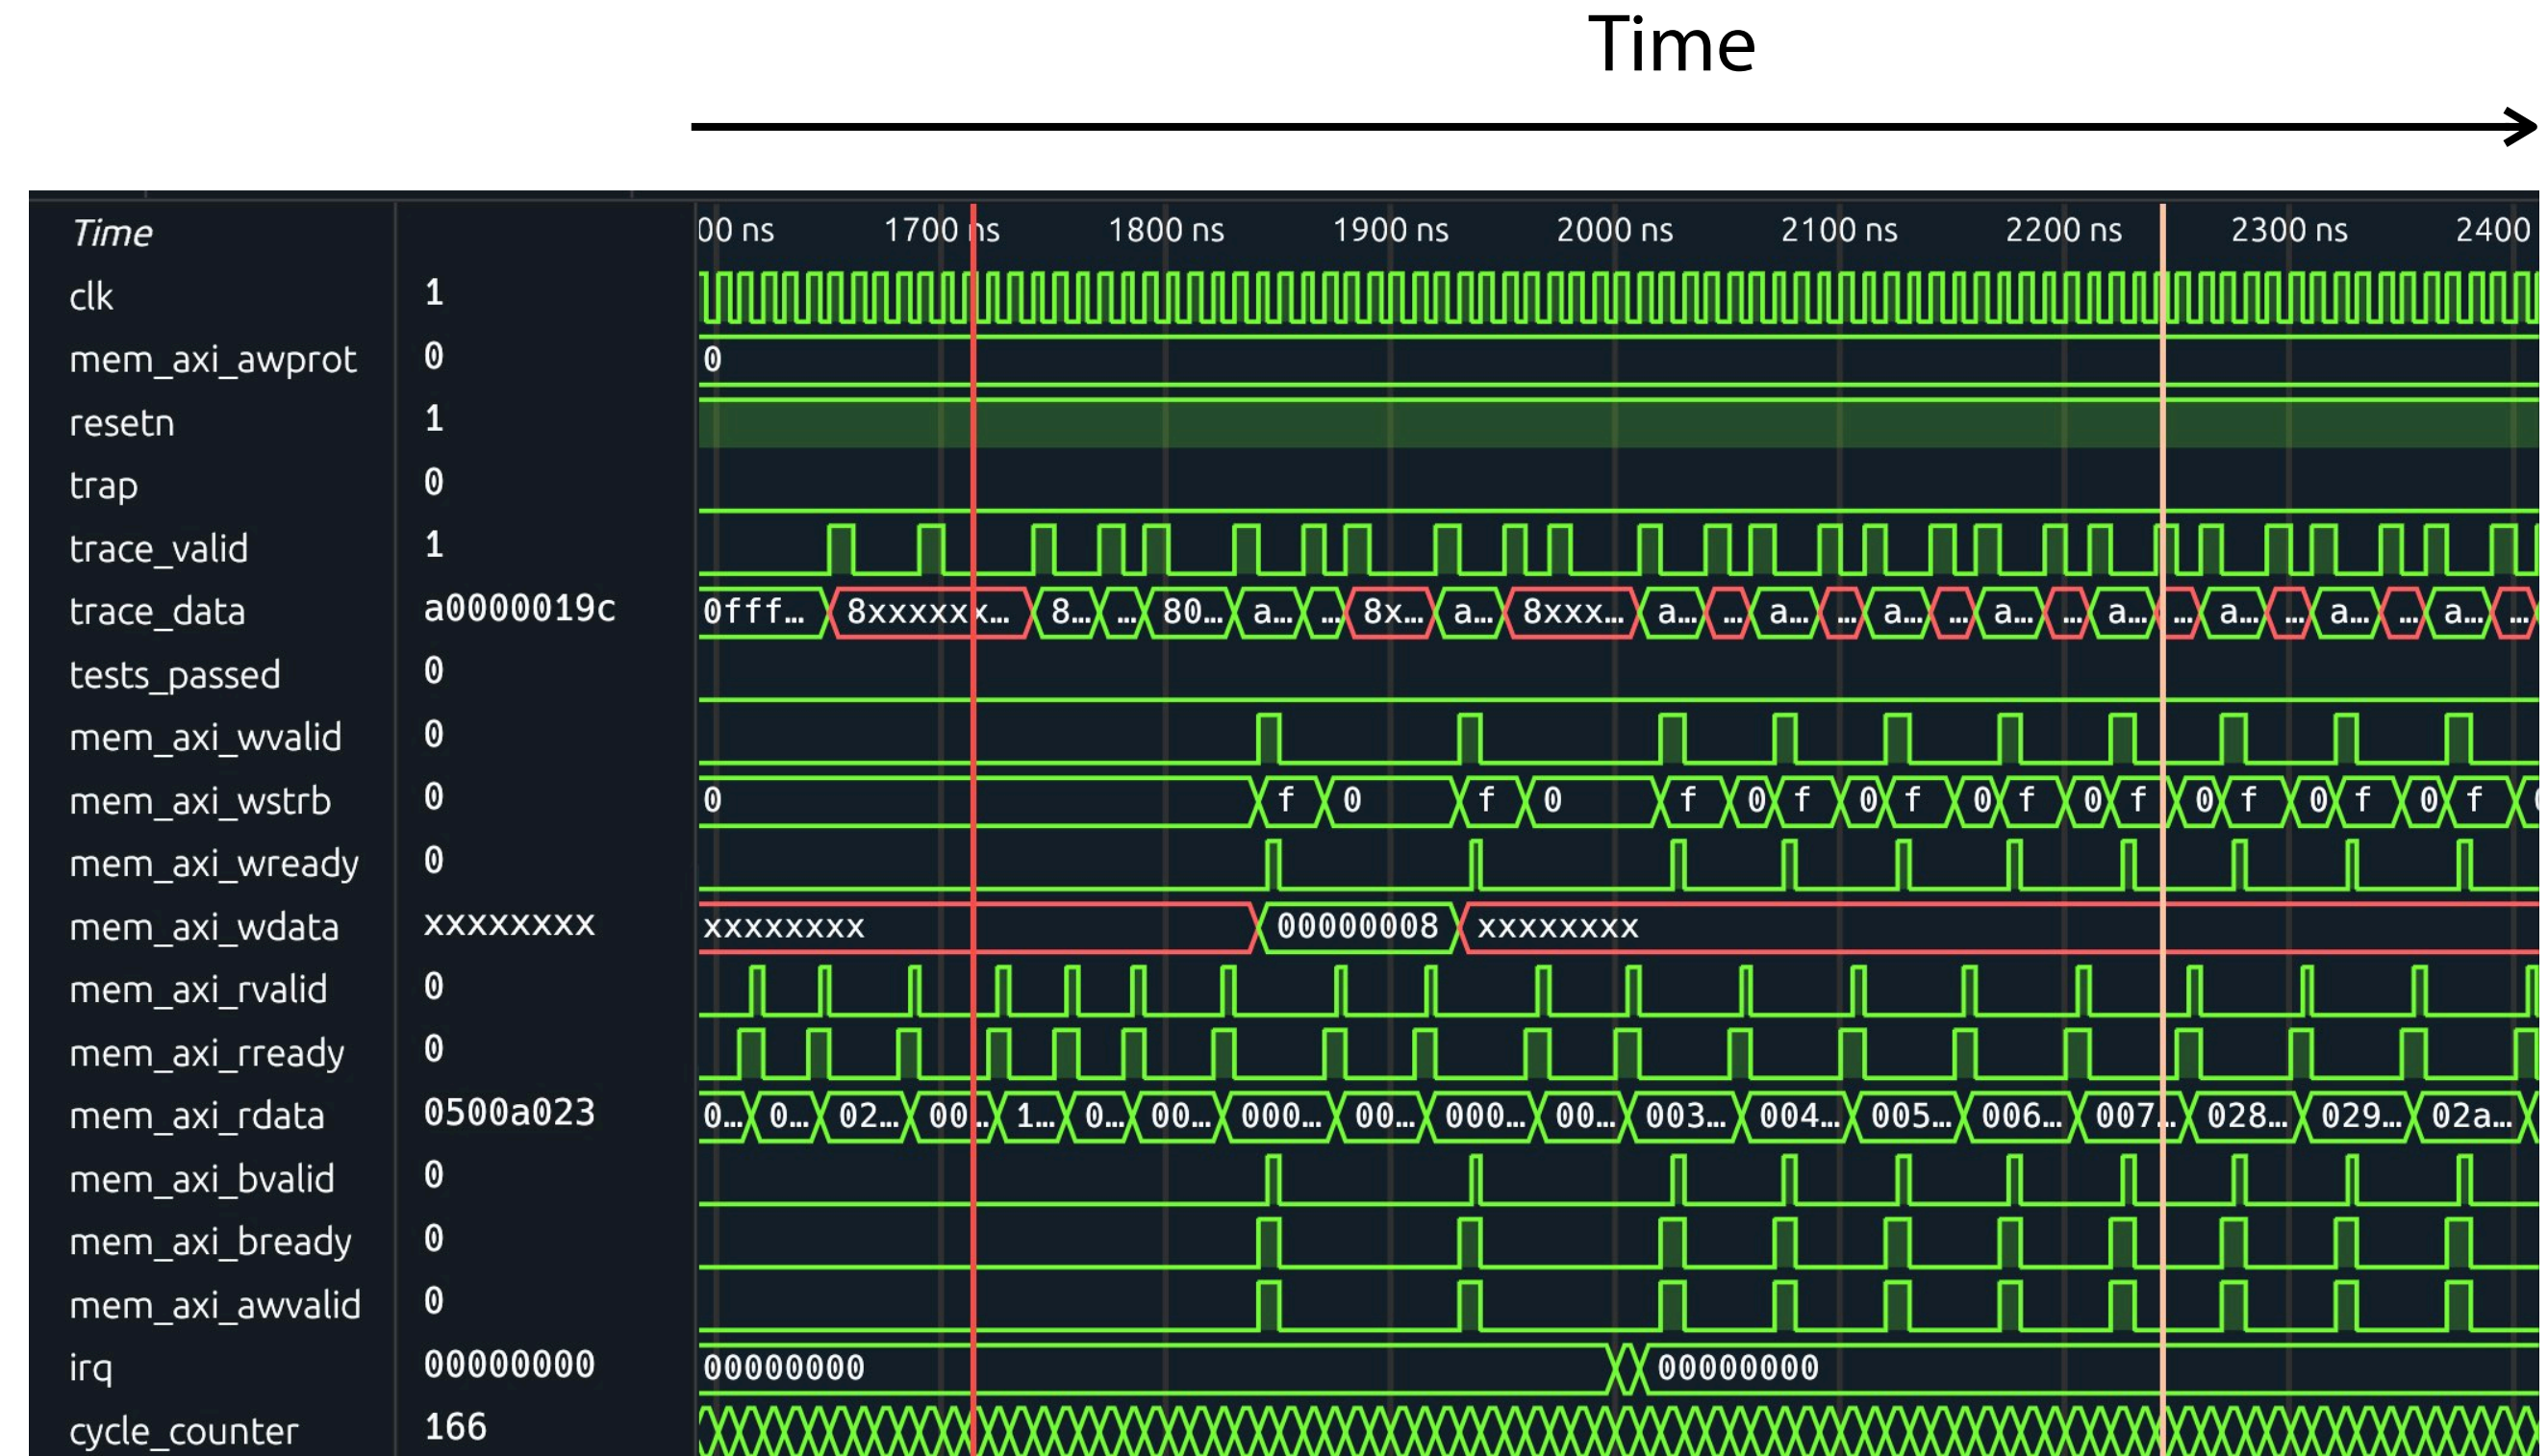 Time
Time 00 ns 1700 ns 1800 ns 1900 ns 2000 ns 2100 ns 2200 ns 2300 ns 2400
clk 1
mem_axi_awprot 0 0
resetn 1
trap 0
trace_valid 1
trace_data a0000019c 0fff… 8xxxxxx… 8… … 80… a… … 8x… a… 8xxx… a… … a… … a… … a… … a… … a… … a… … a… …
tests_passed 0
mem_axi_wvalid 0
mem_axi_wstrb 0 0 f 0 f 0 f 0 f 0 f 0 f 0 f 0 f 0 f 0 f
mem_axi_wready 0
mem_axi_wdata xxxxxxxx xxxxxxxx 00000008 xxxxxxxx
mem_axi_rvalid 0
mem_axi_rready 0
mem_axi_rdata 0500a023 0… 0… 02… 00… 1… 0… 00… 000… 00… 000… 00… 003… 004… 005… 006… 007… 028… 029… 02a…
mem_axi_bvalid 0
mem_axi_bready 0
mem_axi_awvalid 0
irq 00000000 00000000 00000000
cycle_counter 166